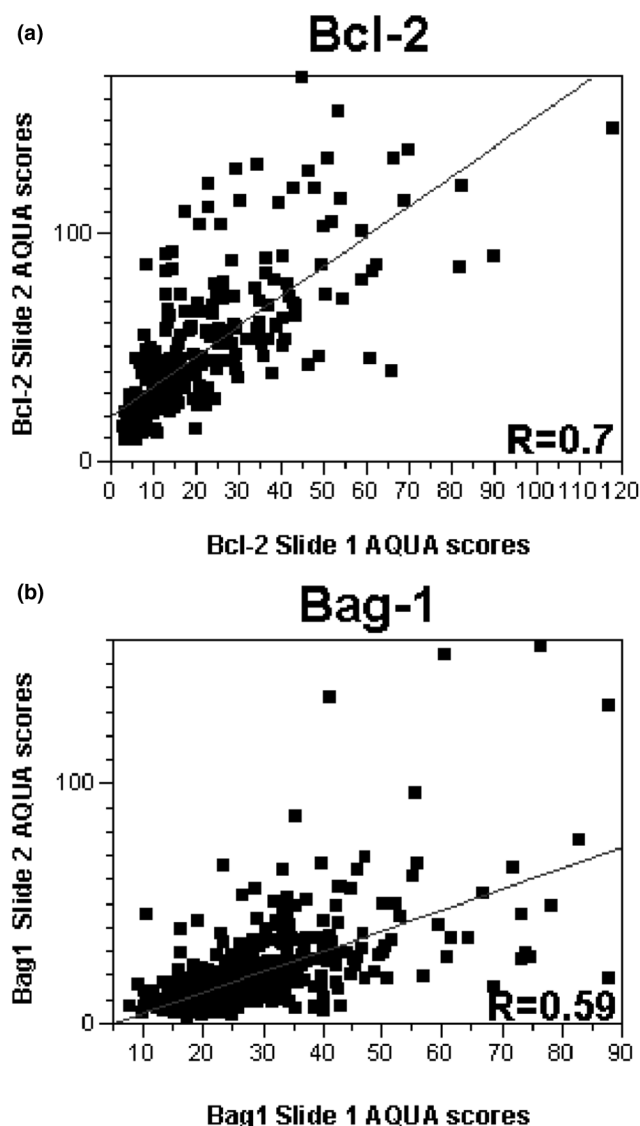 (a)
Bcl-2
Bcl-2 Slide 2 AQUA scores
100
0
R=0.7
0 10 20 30 40 50 60 70 80 90 100 110 120
Bcl-2 Slide 1 AQUA scores
(b)
Bag-1
Bag1 Slide 2 AQUA scores
100
0
R=0.59
10 20 30 40 50 60 70 80 90
Bag1 Slide 1 AQUA scores